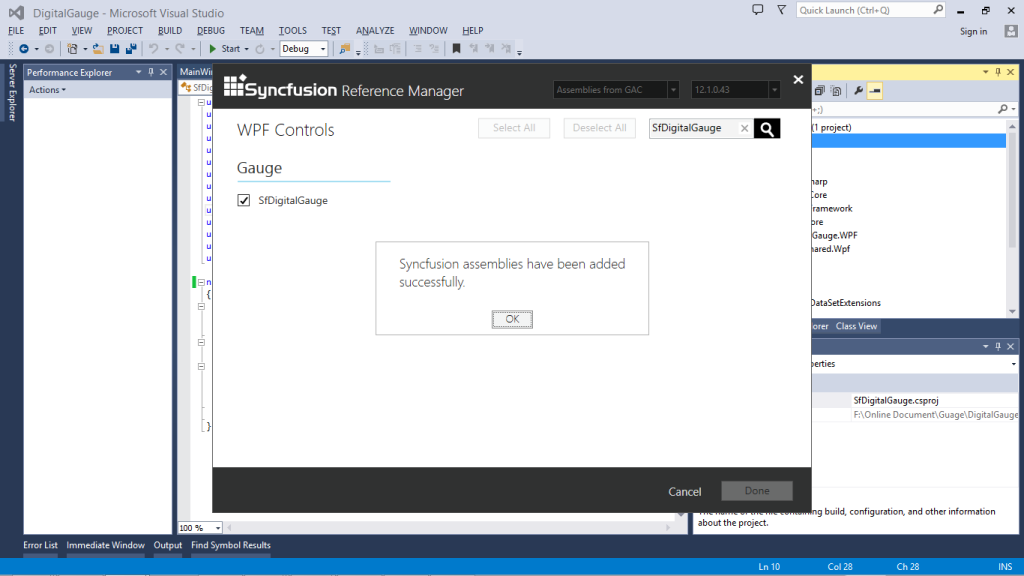 DigitalGauge - Microsoft Visual Studio
Quick Launch (Ctrl+Q)
FILE EDIT VIEW PROJECT BUILD DEBUG TEAM TOOLS TEST ANALYZE WINDOW HELP
Sign in
Start
Debug
Server Explorer
Performance Explorer
Actions
MainWi
SfDig
Syncfusion Reference Manager
Assemblies from GAC
12.1.0.43
WPF Controls
Select All
Deselect All
SfDigitalGauge
Gauge
SfDigitalGauge
Syncfusion assemblies have been added
successfully.
OK
Cancel
Done
+;)
(1 project)
harp
Core
ramework
ore
Gauge.WPF
hared.Wpf
DataSetExtensions
orer
Class View
perties
SfDigitalGauge.csproj
F:\Online Document\Guage\DigitalGauge
The name of the file containing build, configuration, and other information
about the project.
100 %
Error List Immediate Window Output Find Symbol Results
Ln 10
Col 28
Ch 28
INS